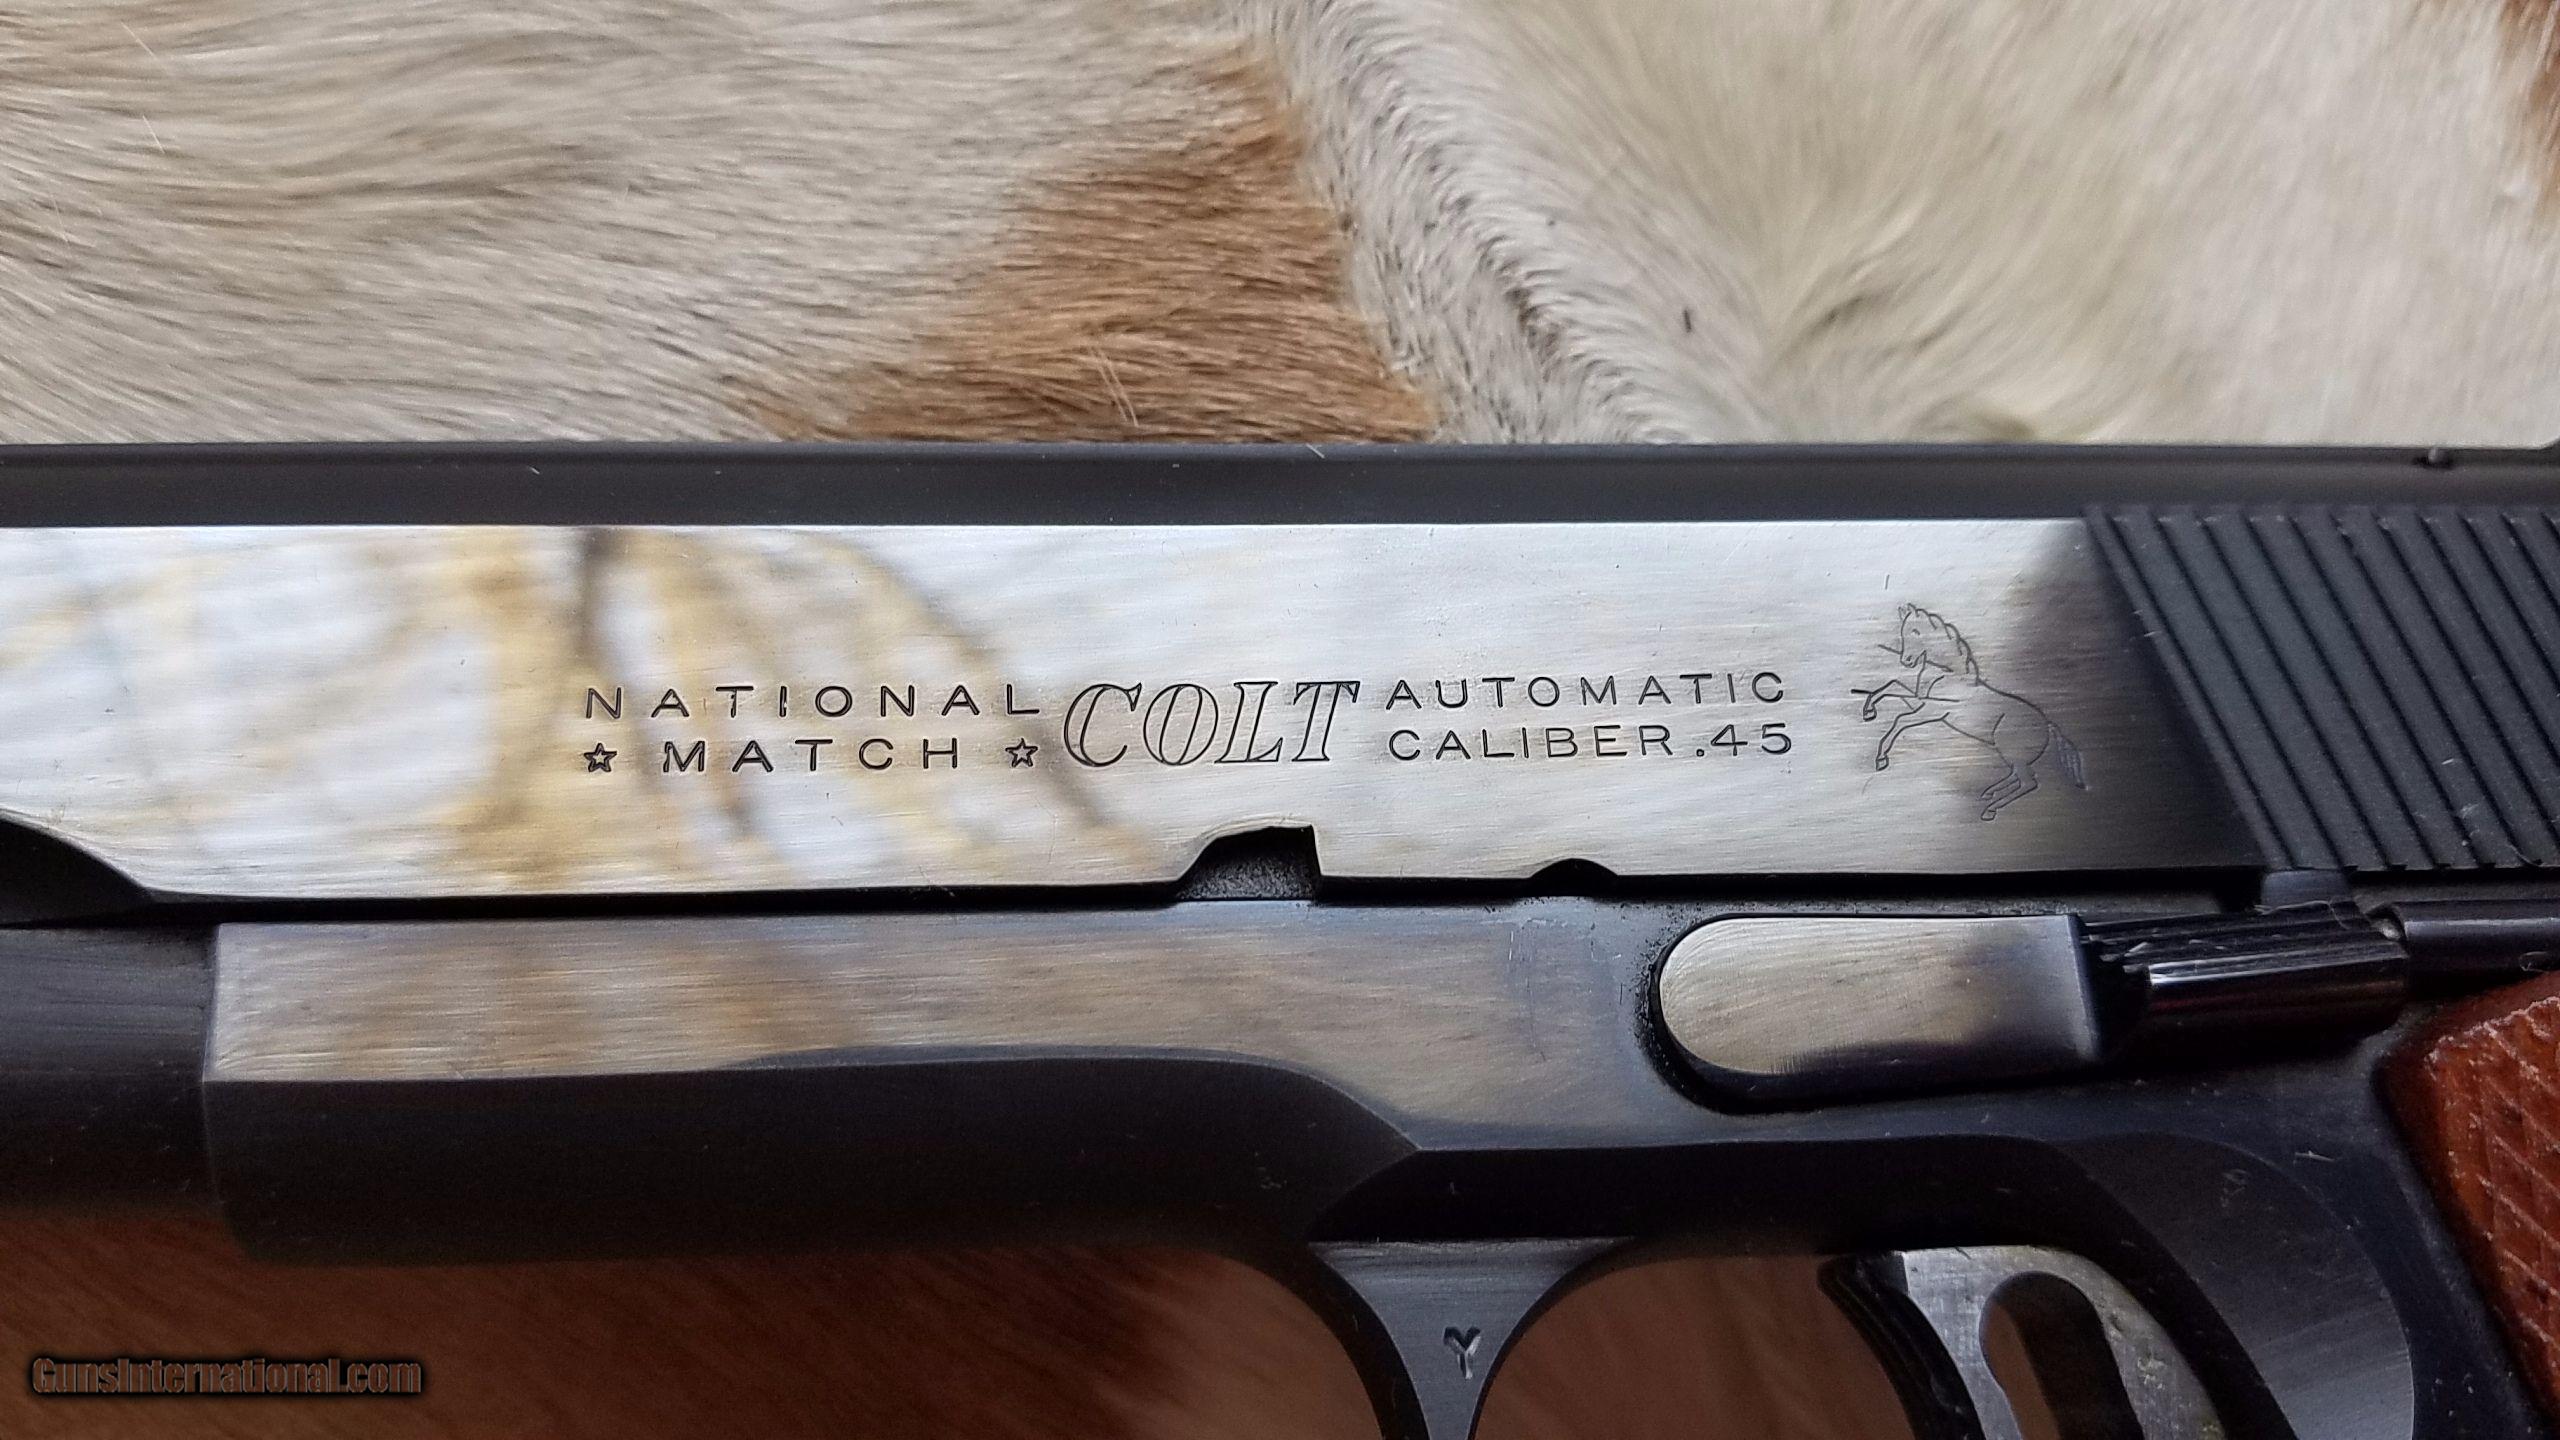 NATIONAL
★ MATCH ★
COLT
AUTOMATIC
CALIBER .45
Y
GunsInternational.com